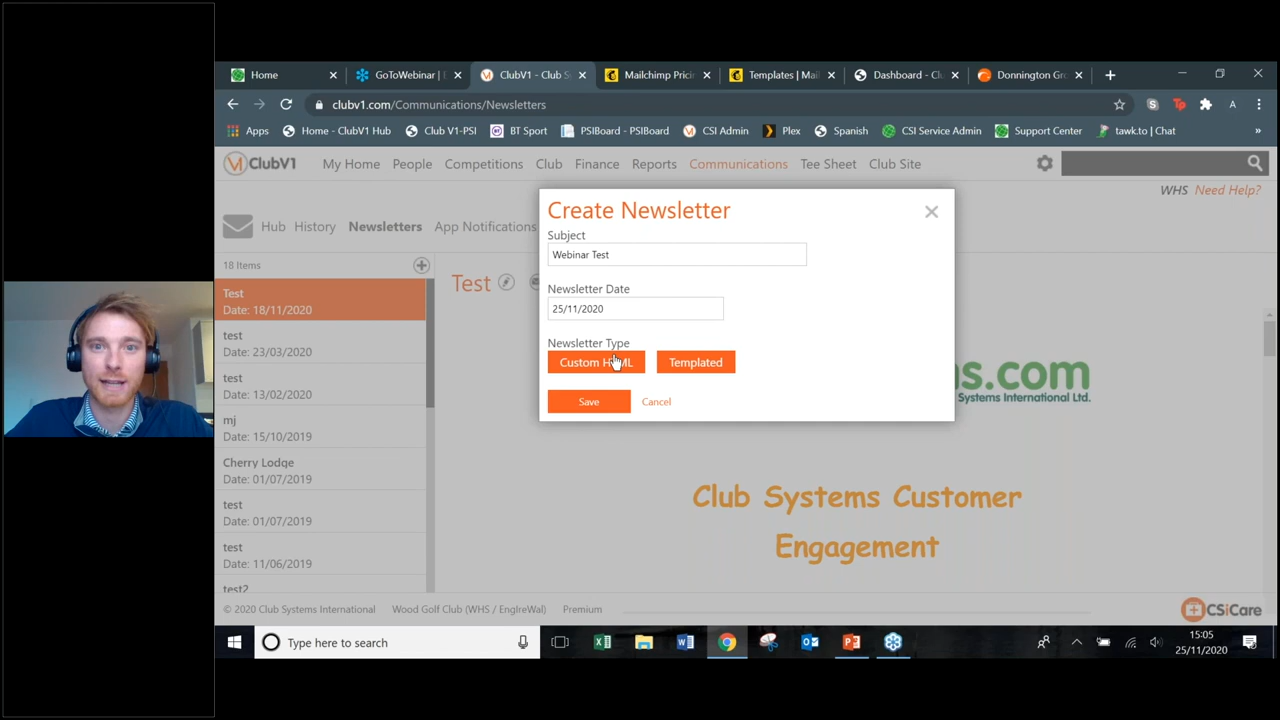 Home
GoToWebinar |
ClubV1 - Club S
Mailchimp Prici
Templates | Mai
Dashboard - Cl
Donnington Gr
clubv1.com/Communications/Newsletters
A
Apps
Home - ClubV1 Hub
Club V1-PSI
BT Sport
PSIBoard - PSIBoard
CSI Admin
Plex
Spanish
CSI Service Admin
Support Center
tawk.to | Chat
»
ClubV1
My Home
People
Competitions
Club
Finance
Reports
Communications
Tee Sheet
Club Site
WHS Need Help?
Hub
History
Newsletters
App Notifications
18 Items
Test
Date: 18/11/2020
test
Date: 23/03/2020
test
Date: 13/02/2020
mj
Date: 15/10/2019
Cherry Lodge
Date: 01/07/2019
test
Date: 01/07/2019
test
Date: 11/06/2019
test2
Test
Create Newsletter
Subject
Webinar Test
Newsletter Date
25/11/2020
Newsletter Type
Custom
Templated
Save
Cancel
s.com
Systems International Ltd.
Club Systems Customer
Engagement
© 2020 Club Systems International
Wood Golf Club (WHS / EnglreWal)
Premium
CSiCare
Type here to search
15:05
25/11/2020